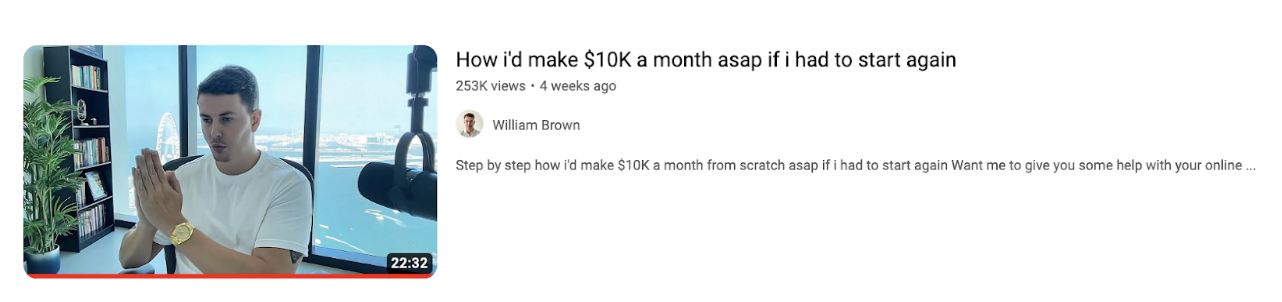 How i'd make $10K a month asap if i had to start again
253K views • 4 weeks ago
William Brown
Step by step how i'd make $10K a month from scratch asap if i had to start again Want me to give you some help with your online ...
22:32